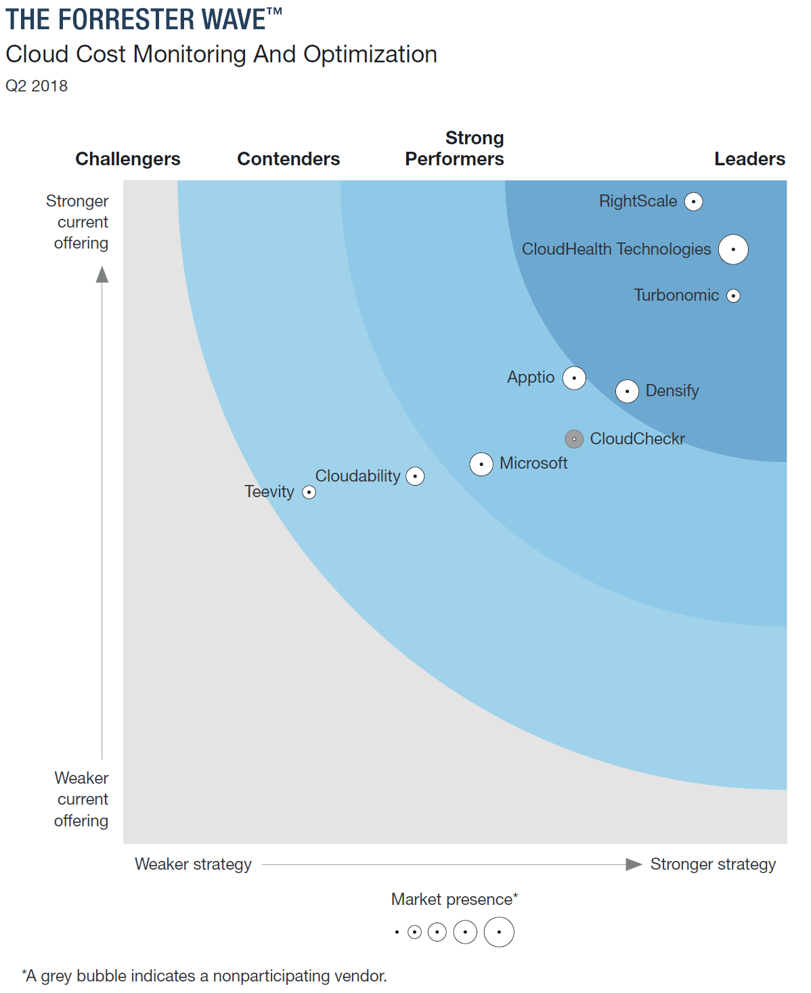 THE FORRESTER WAVE™
Cloud Cost Monitoring And Optimization
Q2 2018
Challengers
Contenders
Strong
Performers
Leaders
Stronger
current
offering
RightScale
CloudHealth Technologies
Turbonomic
Apptio
Densify
CloudCheckr
Microsoft
Cloudability
Teevity
Weaker
current
offering
Weaker strategy
Stronger strategy
Market presence*
*A grey bubble indicates a nonparticipating vendor.